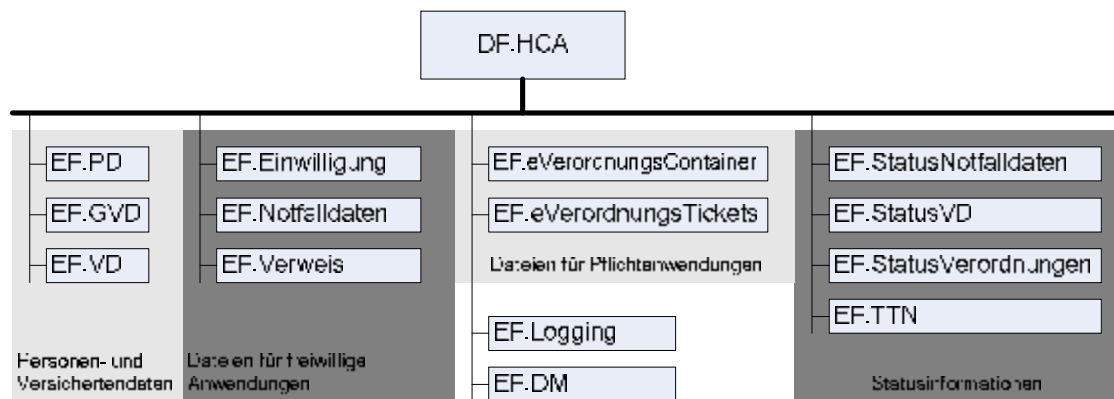 DF.HCA
EF.PD
EF.GVD
EF.VD
Personen- und
Versichertendaten
EF.Einwilligung
EF.Notfalldaten
EF.Verweis
Dateien für freiwillige
Anwendungen
EF.eVerordnungsContainer
EF.eVerordnungsTickets
Dateien für Pflichtanwendungen
EF.Logging
EF.DM
EF.StatusNotfalldaten
EF.StatusVD
EF.StatusVerordnungen
EF.TTN
Statusinformationen